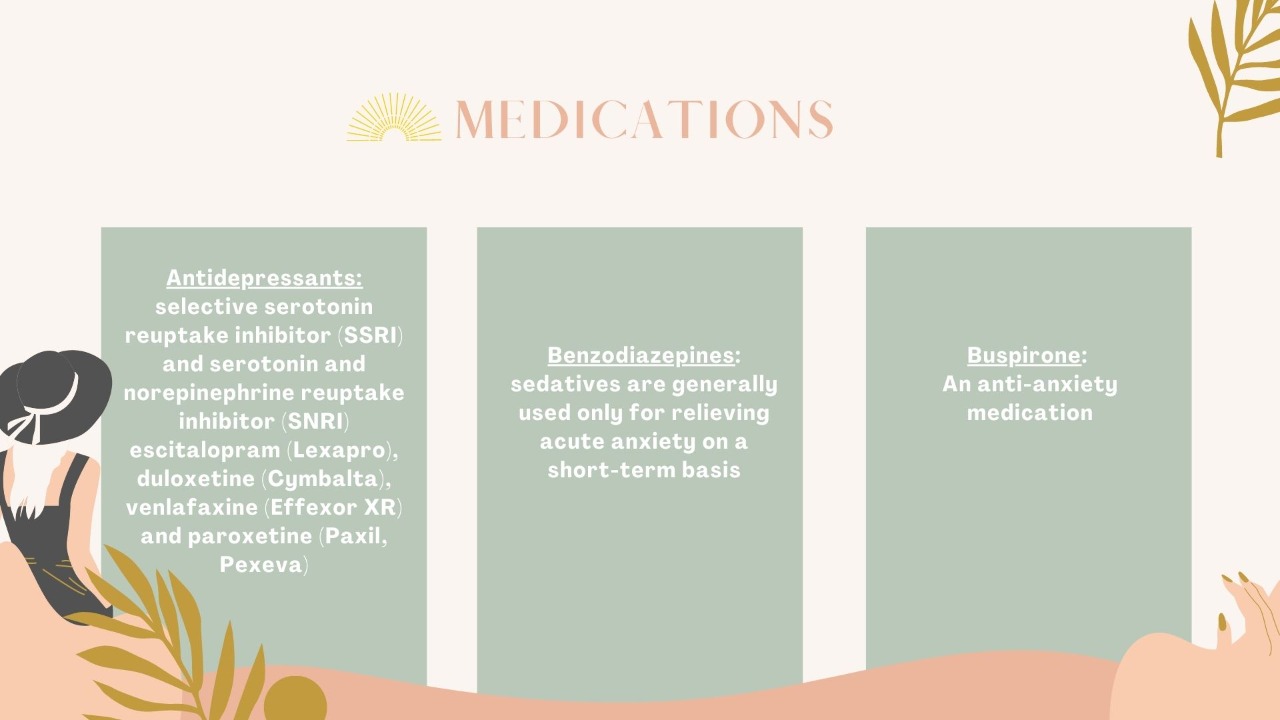 MEDICATIONS
Antidepressants:
selective serotonin
reuptake inhibitor (SSRI)
and serotonin and
norepinephrine reuptake
inhibitor (SNRI)
escitalopram (Lexapro),
duloxetine (Cymbalta),
venlafaxine (Effexor XR)
and paroxetine (Paxil,
Pexeva)
Benzodiazepines:
sedatives are generally
used only for relieving
acute anxiety on a
short-term basis
Buspirone:
An anti-anxiety
medication